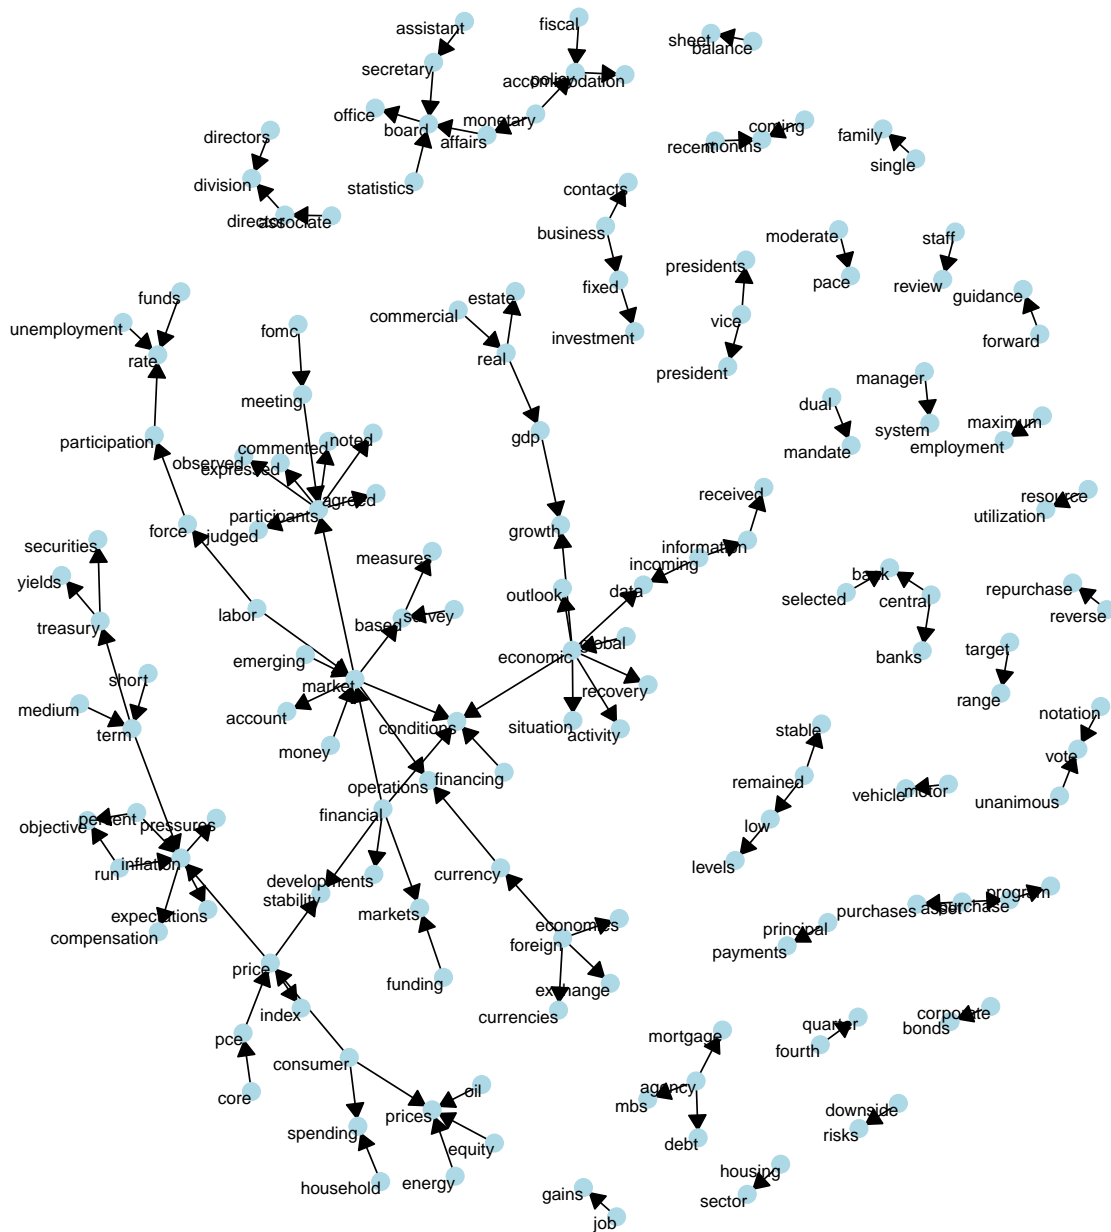 assistant
fiscal
sheet
balance
secretary
policy
accommodation
office
board
monetary
affairs
directors
recent
months
coming
family
single
division
statistics
contacts
director
associate
business
moderate
staff
presidents
pace
review
guidance
funds
estate
fixed
commercial
unemployment
fomc
investment
vice
forward
rate
real
president
manager
meeting
dual
maximum
participation
commented
noted
gdp
system
employment
mandate
observed
expressed
agreed
received
resource
participants
utilization
force
judged
growth
securities
measures
information
incoming
yields
data
bank
outlook
selected
central
repurchase
reverse
treasury
labor
based
survey
emerging
economic
global
banks
target
short
market
recovery
range
medium
account
conditions
situation
activity
notation
term
money
stable
vote
operations
financing
remained
vehicle
motor
unanimous
objective
percent
pressures
financial
low
run
inflation
levels
developments
currency
expectations
stability
markets
economies
purchases
asset
purchase
program
compensation
foreign
principal
payments
price
funding
exchange
index
currencies
quarter
corporate
bonds
pce
mortgage
fourth
consumer
core
oil
agency
mbs
prices
downside
spending
debt
risks
equity
household
energy
housing
gains
sector
job